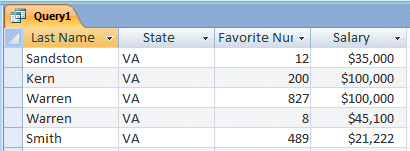 Query1
Last Name State Favorite Nur Salary
Sandston VA 12 $35,000
Kern VA 200 $100,000
Warren VA 827 $100,000
Warren VA 8 $45,100
Smith VA 489 $21,222